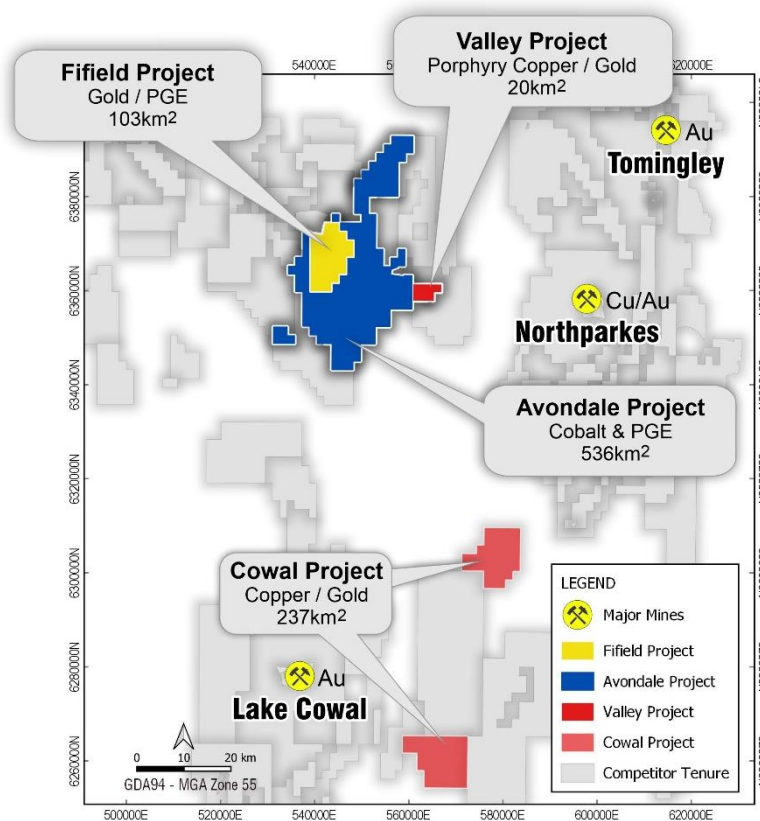 Fifield Project
Gold / PGE
103km²
Valley Project
Porphyry Copper / Gold
20km²
540000E
620000E
Au
Tomingley
6380000N
6360000N
Cu/Au
Northparkes
6340000N
Avondale Project
Cobalt & PGE
536km²
6320000N
6300000N
Cowal Project
Copper / Gold
237km²
6280000N
Au
Lake Cowal
6260000N
0 10 20 km
GDA94 - MGA Zone 55
LEGEND
Major Mines
Fifield Project
Avondale Project
Valley Project
Cowal Project
Competitor Tenure
500000E
520000E
540000E
560000E
580000E
600000E
620000E